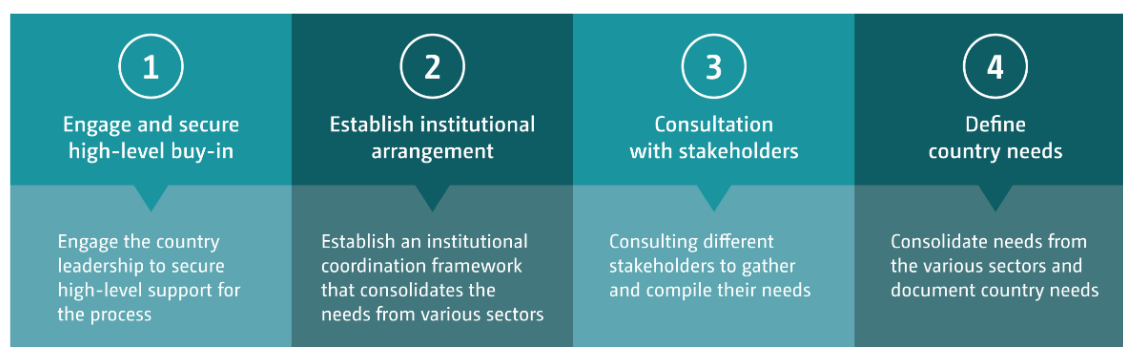 1
Engage and secure
high-level buy-in
Engage the country
leadership to secure
high-level support for
the process
2
Establish institutional
arrangement
Establish an institutional
coordination framework
that consolidates the
needs from various sectors
3
Consultation
with stakeholders
Consulting different
stakeholders to gather
and compile their needs
4
Define
country needs
Consolidate needs from
the various sectors and
document country needs